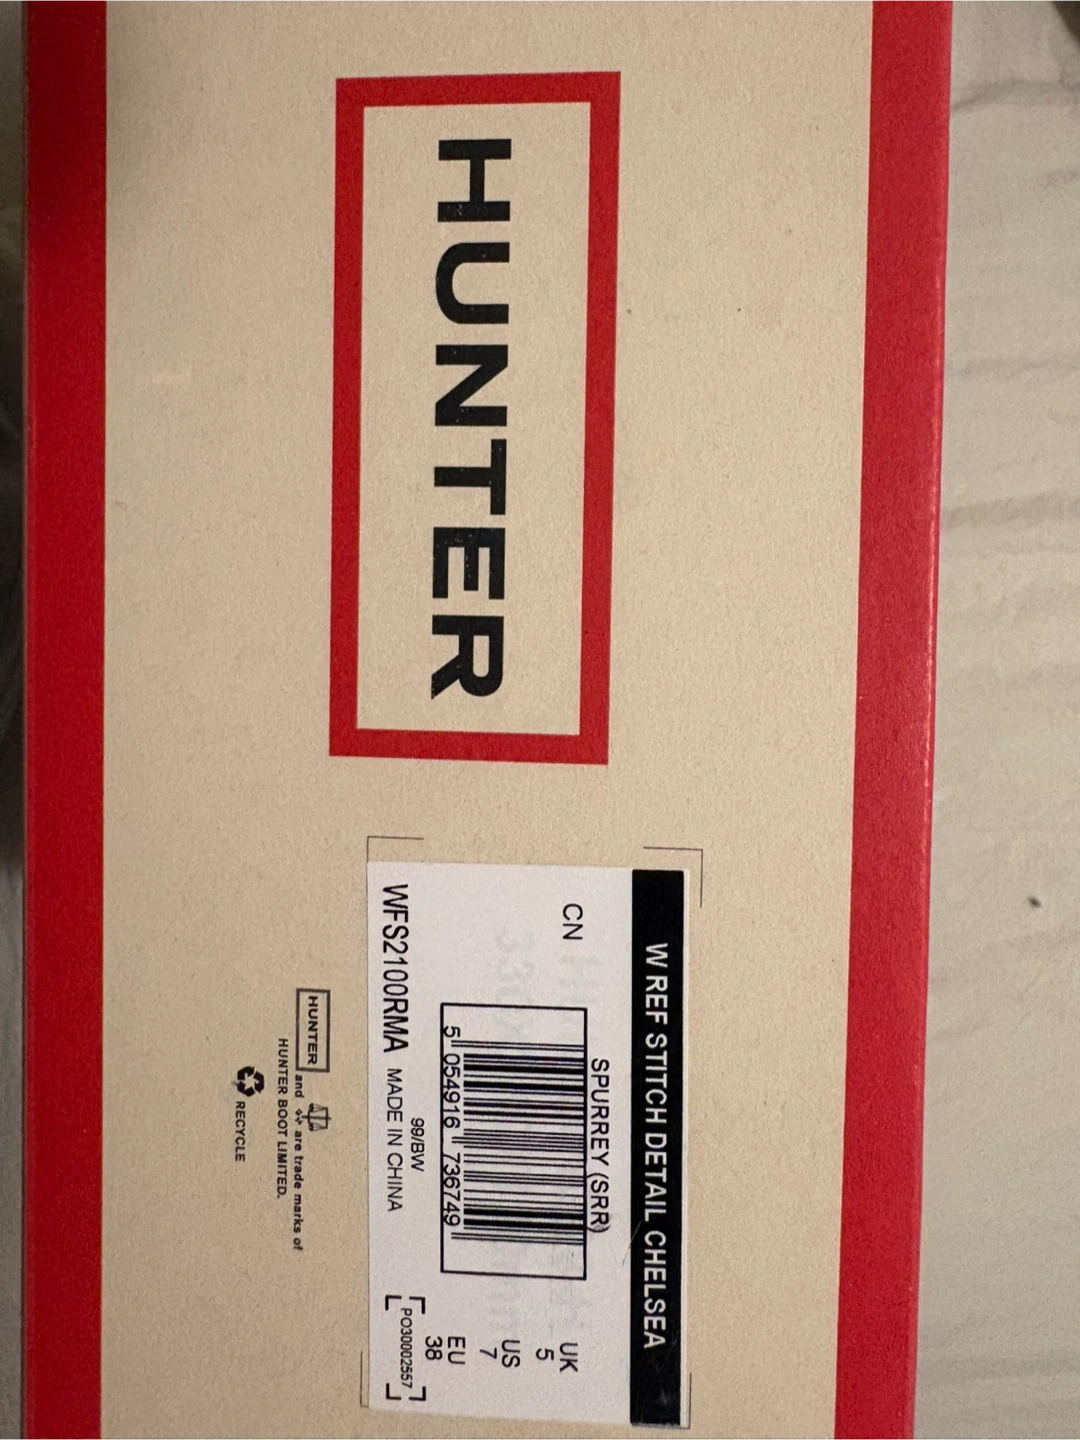 HUNTER
W REF STITCH DETAIL CHELSEA
SPURREY (SRR)
CN
5 054916 736749
UK
5
US
7
EU
38
99/BW
WFS2100RMA MADE IN CHINA
PO30002557
HUNTER
and are trade marks of
HUNTER BOOT LIMITED.
RECYCLE